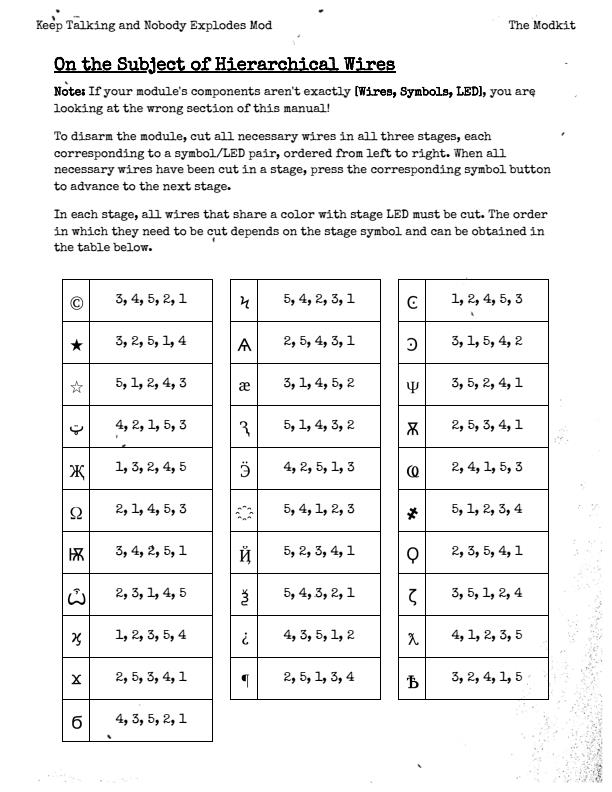 Keep Talking and Nobody Explodes Mod The Modkit
On the Subject of Hierarchical Wires
Note: If your module's components aren't exactly [Wires, Symbols, LED], you are
looking at the wrong section of this manual!
To disarm the module, cut all necessary wires in all three stages, each
corresponding to a symbol/LED pair, ordered from left to right. When all
necessary wires have been cut in a stage, press the corresponding symbol button
to advance to the next stage.
In each stage, all wires that share a color with stage LED must be cut. The order
in which they need to be cut depends on the stage symbol and can be obtained in
the table below.
© 3, 4, 5, 2, 1 Ϟ 5, 4, 2, 3, 1 Ͼ 1, 2, 4, 5, 3
★ 3, 2, 5, 1, 4 Ѧ 2, 5, 4, 3, 1 Ͽ 3, 1, 5, 4, 2
☆ 5, 1, 2, 4, 3 æ 3, 1, 4, 5, 2 Ψ 3, 5, 2, 4, 1
ټ 4, 2, 1, 5, 3 Ԇ 5, 1, 4, 3, 2 Ѫ 2, 5, 3, 4, 1
Җ 1, 3, 2, 4, 5 Ӭ 4, 2, 5, 1, 3 Ҩ 2, 4, 1, 5, 3
Ω 2, 1, 4, 5, 3 ҈ 5, 4, 1, 2, 3 ҂ 5, 1, 2, 3, 4
Ѭ 3, 4, 2, 5, 1 Ҋ 5, 2, 3, 4, 1 Ϙ 2, 3, 5, 4, 1
Ѽ 2, 3, 1, 4, 5 Ѯ 5, 4, 3, 2, 1 ζ 3, 5, 1, 2, 4
ϗ 1, 2, 3, 5, 4 ¿ 4, 3, 5, 1, 2 ƛ 4, 1, 2, 3, 5
Ϫ 2, 5, 3, 4, 1 ¶ 2, 5, 1, 3, 4 Ѣ 3, 2, 4, 1, 5
б 4, 3, 5, 2, 1